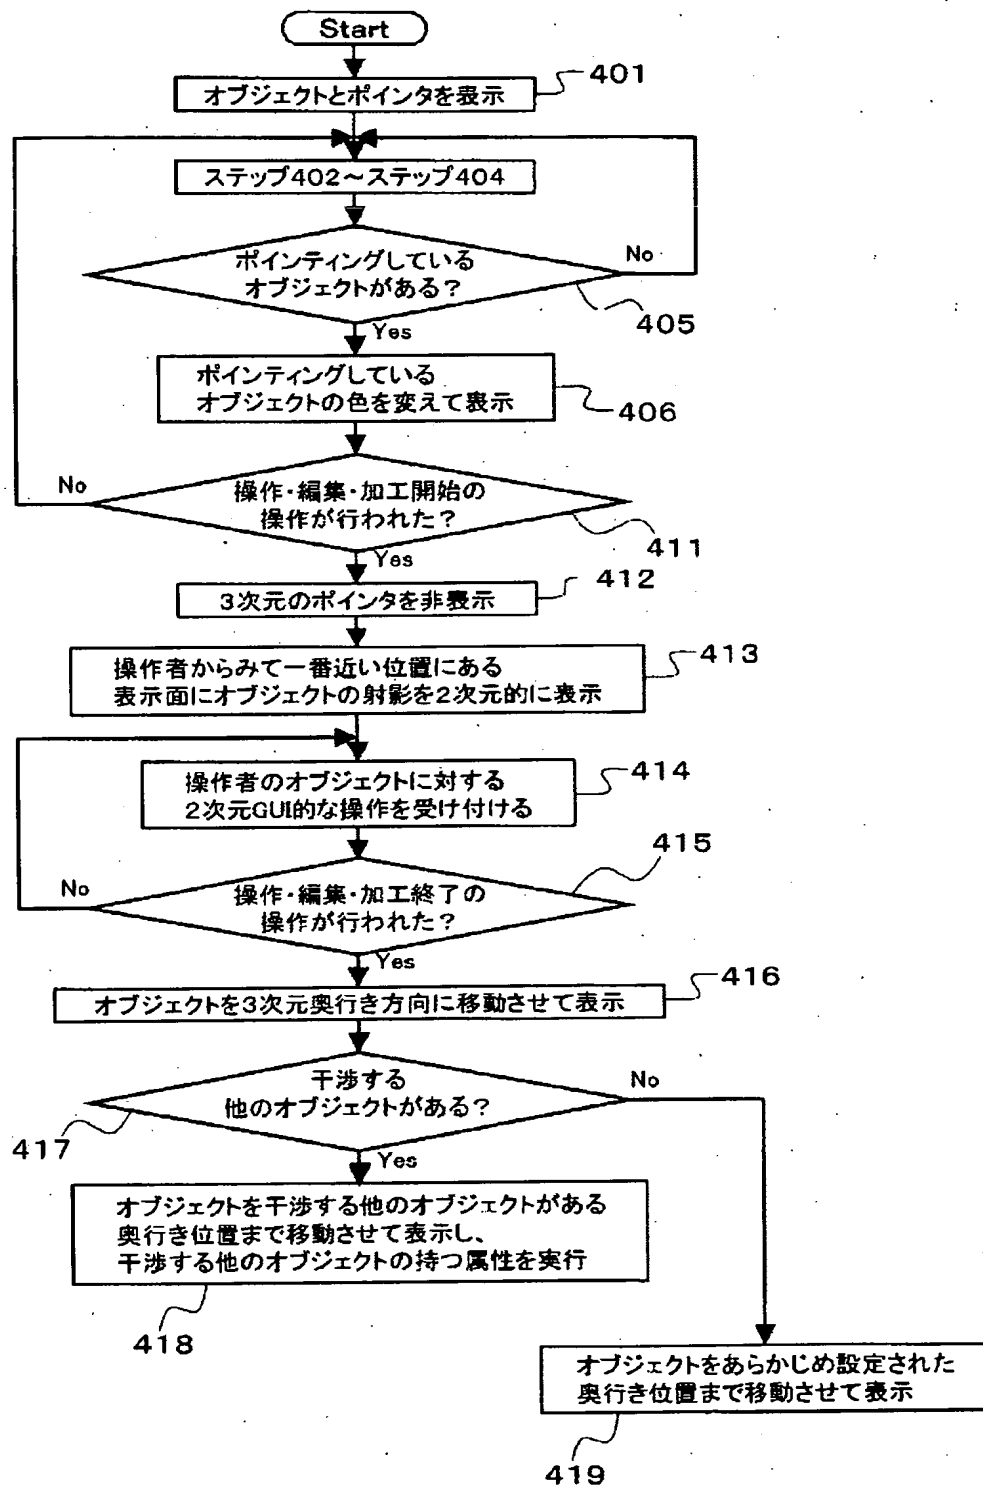 Start
オブジェクトとポインタを表示
401
ステップ402～ステップ404
ポインティングしている
オブジェクトがある？
No
405
Yes
ポインティングしている
オブジェクトの色を変えて表示
406
操作・編集・加工開始の
操作が行われた？
No
411
Yes
412
3次元のポインタを非表示
操作者からみて一番近い位置にある
表示面にオブジェクトの射影を2次元的に表示
413
操作者のオブジェクトに対する
2次元GUI的な操作を受け付ける
414
415
操作・編集・加工終了の
操作が行われた？
No
Yes
オブジェクトを3次元奥行き方向に移動させて表示
416
干渉する
他のオブジェクトがある？
No
417
Yes
オブジェクトを干渉する他のオブジェクトがある
奥行き位置まで移動させて表示し、
干渉する他のオブジェクトの持つ属性を実行
418
オブジェクトをあらかじめ設定された
奥行き位置まで移動させて表示
419